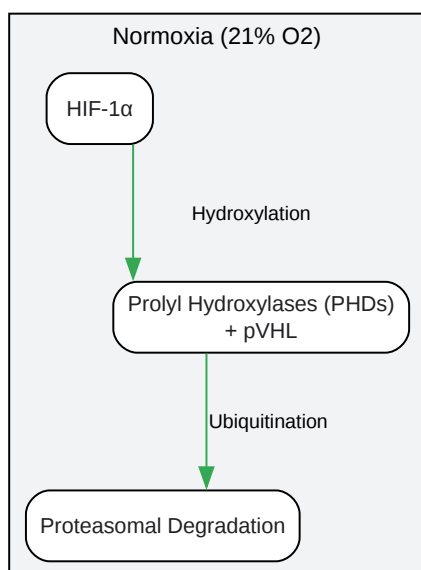 Normoxia (21% O2)
HIF-1α
Hydroxylation
Prolyl Hydroxylases (PHDs)
+ pVHL
Ubiquitination
Proteasomal Degradation